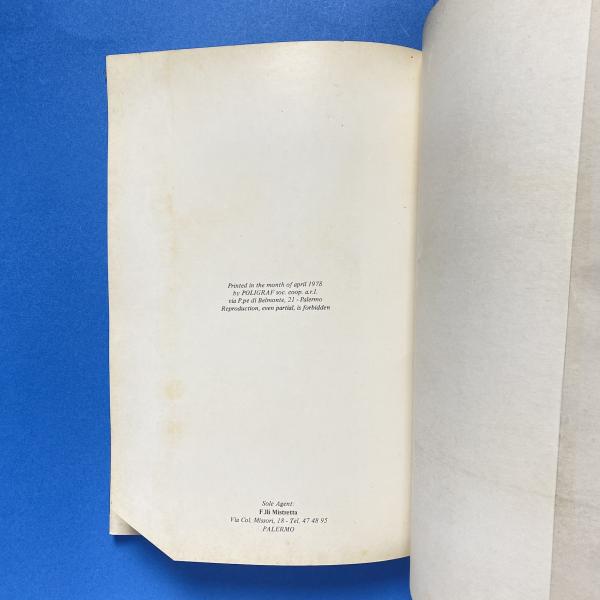 Printed in the month of april 1978
by POLIGRAF soc. coop. a.r.l.
via P.pe di Belmonte, 21 - Palermo
Reproduction, even partial, is forbidden
Sole Agent:
F.lli Mistretta
Via Col. Missori, 18 - Tel. 47 48 95
PALERMO